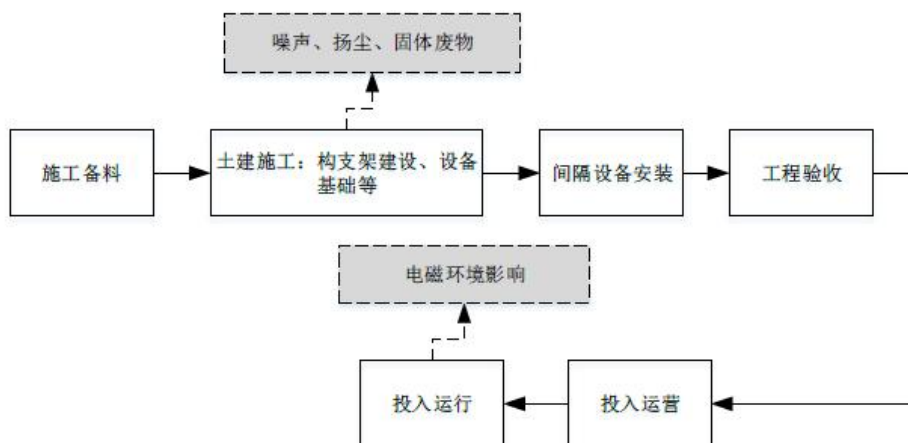 噪声、扬尘、固体废物
施工备料
土建施工：构支架建设、设备
基础等
间隔设备安装
工程验收
电磁环境影响
投入运行
投入运营